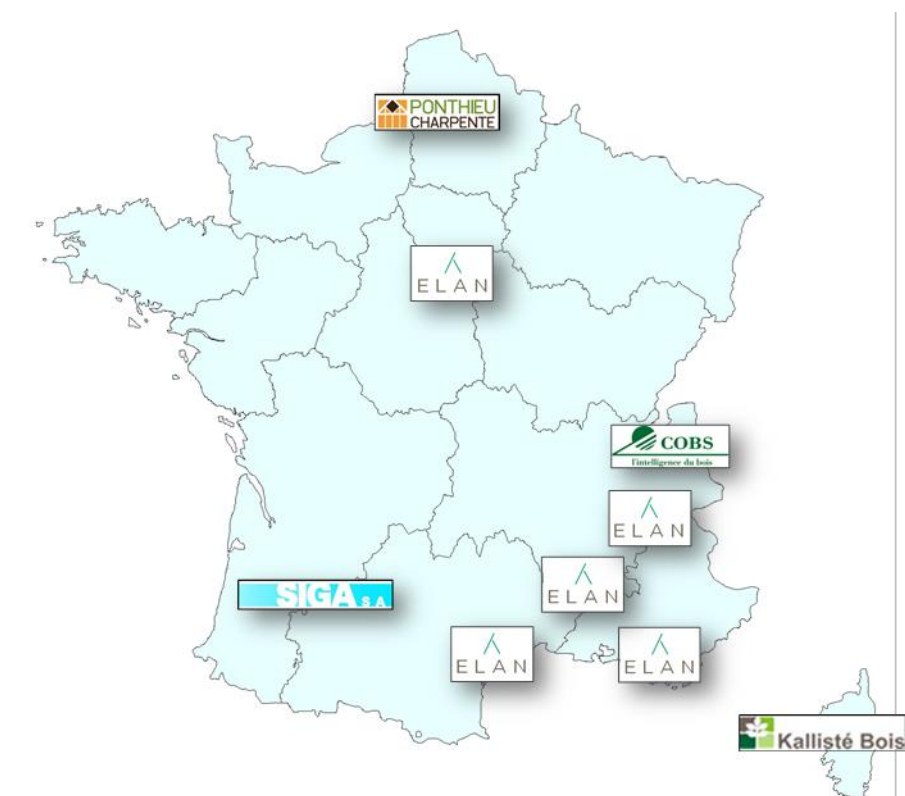 PONTHIEU
CHARPENTE
ELAN
COBS
l'intelligence du bois
ELAN
ELAN
SIGA S.A
ELAN
ELAN
Kallisté Bois